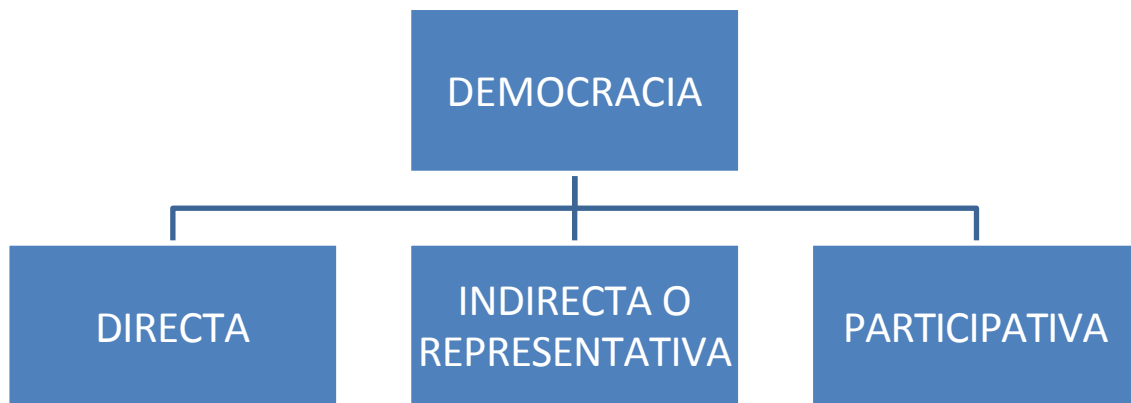 DEMOCRACIA
DIRECTA
INDIRECTA O
REPRESENTATIVA
PARTICIPATIVA